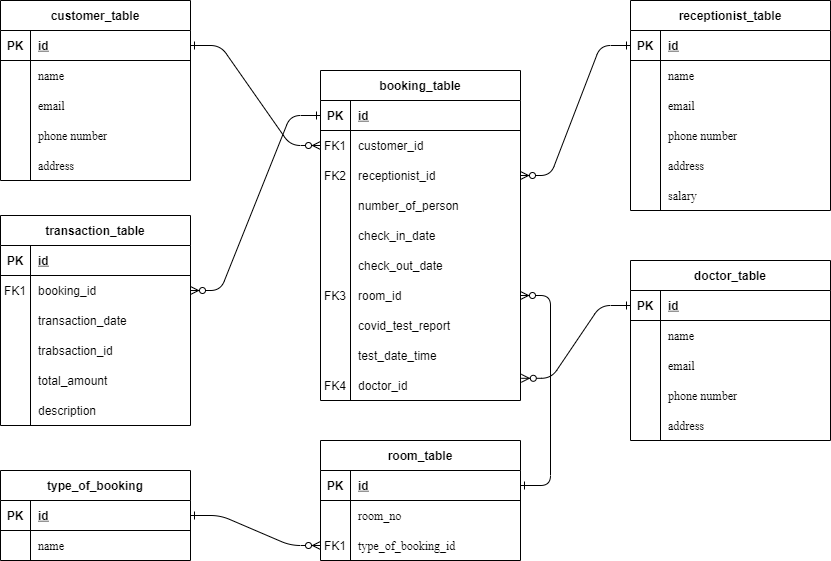 customer_table
PK id
name
email
phone number
address
transaction_table
PK id
FK1 booking_id
transaction_date
trabsaction_id
total_amount
description
type_of_booking
PK id
name
booking_table
PK id
FK1 customer_id
FK2 receptionist_id
number_of_person
check_in_date
check_out_date
FK3 room_id
covid_test_report
test_date_time
FK4 doctor_id
room_table
PK id
room_no
FK1 type_of_booking_id
receptionist_table
PK id
name
email
phone number
address
salary
doctor_table
PK id
name
email
phone number
address